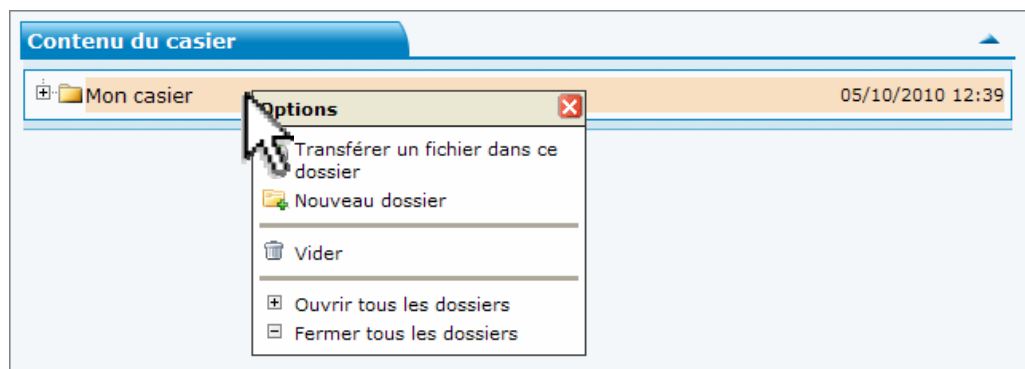 Contenu du casier
Mon casier 05/10/2010 12:39
Options
Transférer un fichier dans ce
dossier
Nouveau dossier
Vider
Ouvrir tous les dossiers
Fermer tous les dossiers